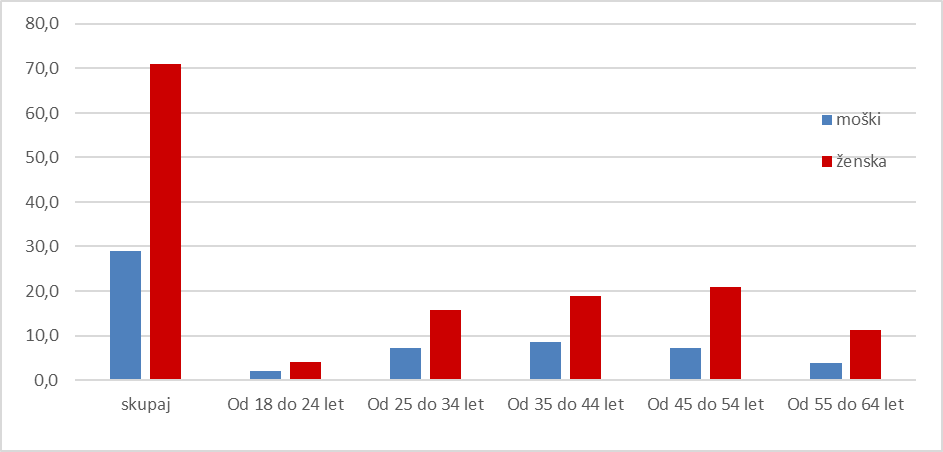 80,0
70,0
60,0
50,0
40,0
30,0
20,0
10,0
0,0
moški
ženska
skupaj
Od 18 do 24 let
Od 25 do 34 let
Od 35 do 44 let
Od 45 do 54 let
Od 55 do 64 let